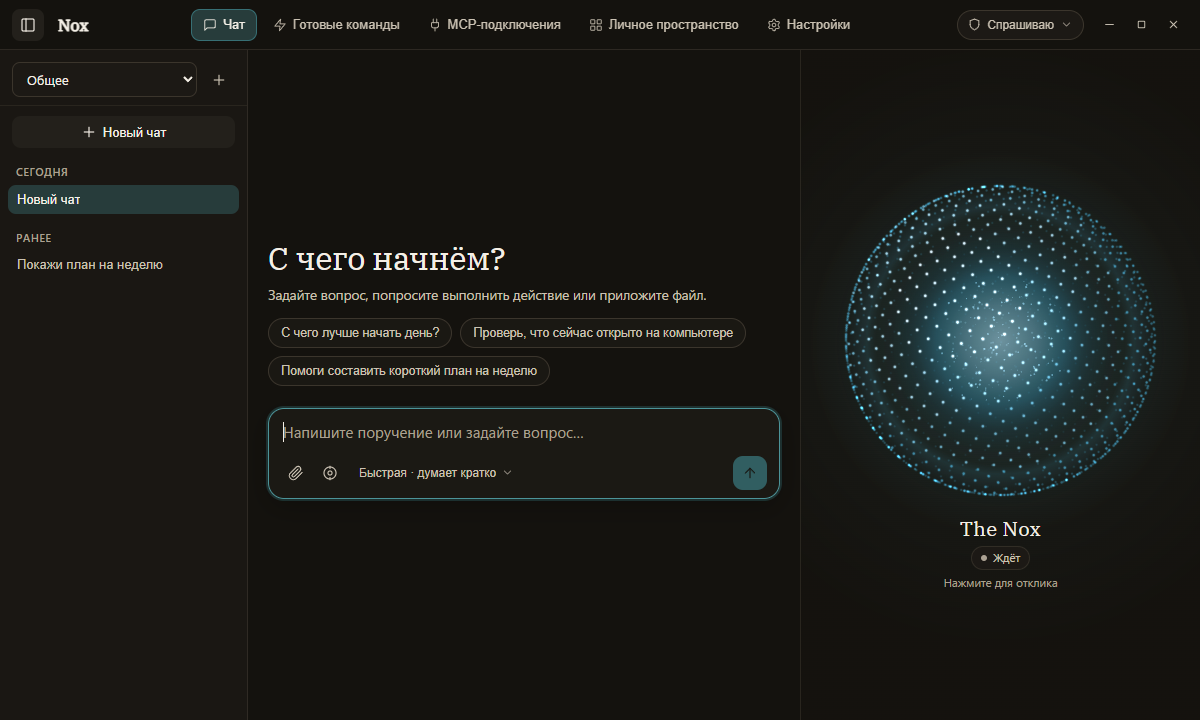 Nox
Чат
Готовые команды
MCP-подключения
Личное пространство
Настройки
Спрашиваю
Общее
Новый чат
СЕГОДНЯ
Новый чат
РАНЕЕ
Покажи план на неделю
С чего начнём?
Задайте вопрос, попросите выполнить действие или приложите файл.
С чего лучше начать день?
Проверь, что сейчас открыто на компьютере
Помоги составить короткий план на неделю
Напишите поручение или задайте вопрос...
Быстрая · думает кратко
The Nox
Ждёт
Нажмите для отклика